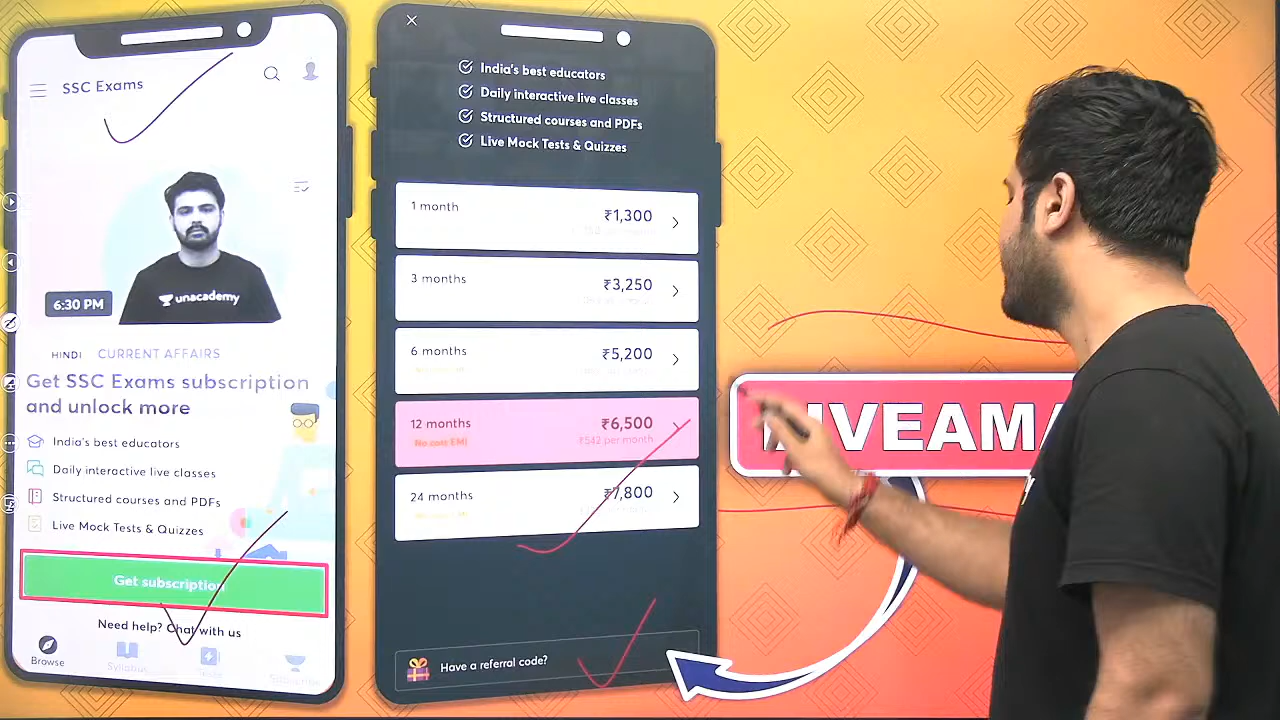 SSC Exams
unacademy
6:30 PM
HINDI CURRENT AFFAIRS
Get SSC Exams subscription
and unlock more
India's best educators
Daily interactive live classes
Structured courses and PDFs
Live Mock Tests & Quizzes
Get subscription
Need help? Chat with us
Browse
Syllabus
India's best educators
Daily interactive live classes
Structured courses and PDFs
Live Mock Tests & Quizzes
1 month
₹1,300
3 months
₹3,250
6 months
₹5,200
12 months
₹6,500
No cost EMI
₹542 per month
24 months
₹7,800
Have a referral code?